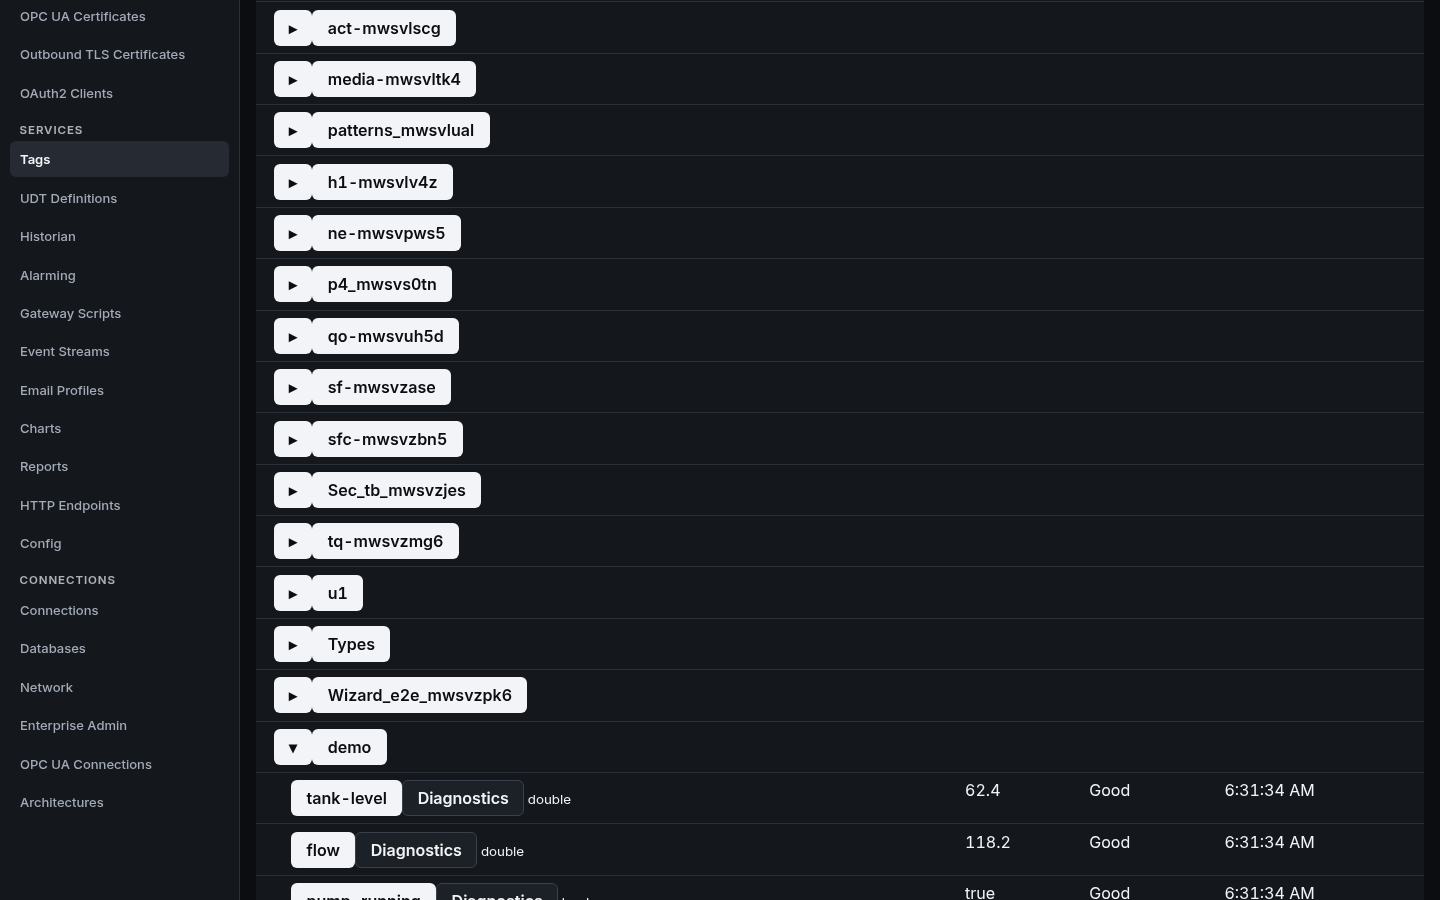 OPC UA Certificates
Outbound TLS Certificates
OAuth2 Clients
SERVICES
Tags
UDT Definitions
Historian
Alarming
Gateway Scripts
Event Streams
Email Profiles
Charts
Reports
HTTP Endpoints
Config
CONNECTIONS
Connections
Databases
Network
Enterprise Admin
OPC UA Connections
Architectures
▸ act-mwsvlscg
▸ media-mwsvltk4
▸ patterns_mwsvlual
▸ h1-mwsvlv4z
▸ ne-mwsvpws5
▸ p4_mwsvs0tn
▸ qo-mwsvuh5d
▸ sf-mwsvzase
▸ sfc-mwsvzbn5
▸ Sec_tb_mwsvzjes
▸ tq-mwsvzmg6
▸ u1
▸ Types
▸ Wizard_e2e_mwsvzpk6
▾ demo
tank-level Diagnostics double 62.4 Good 6:31:34 AM
flow Diagnostics double 118.2 Good 6:31:34 AM
Diagnostics true Good 6:31:34 AM